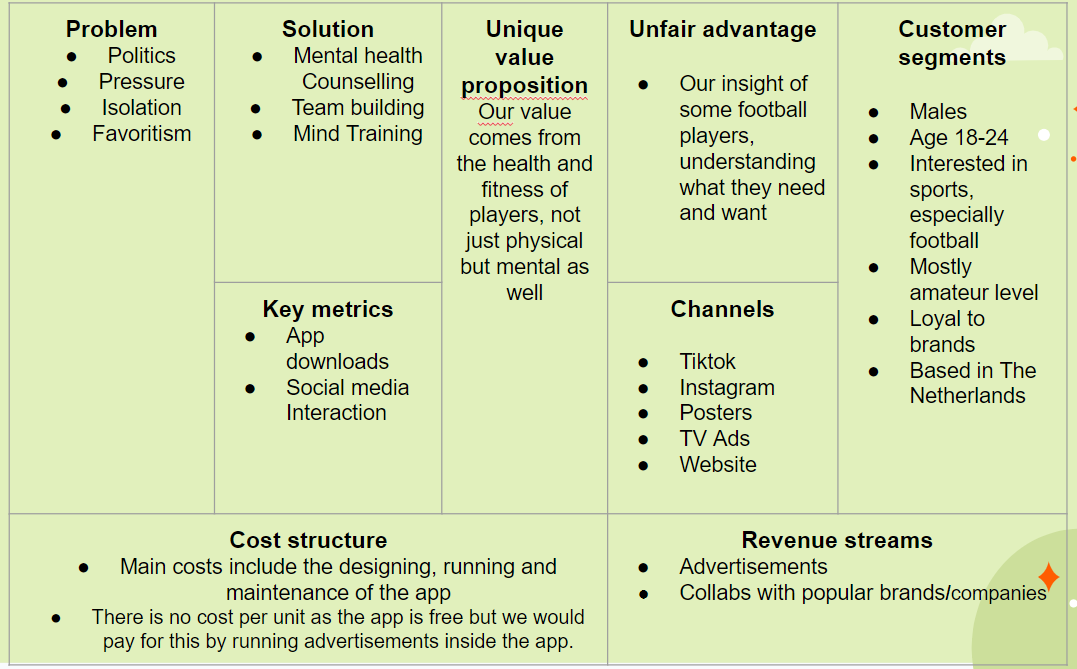 Problem
● Politics
● Pressure
● Isolation
● Favoritism
Solution
● Mental health
Counselling
● Team building
● Mind Training
Key metrics
● App
downloads
● Social media
Interaction
Unique
value
proposition
Our value
comes from
the health and
fitness of
players, not
just physical
but mental as
well
Unfair advantage
● Our insight of
some football
players,
understanding
what they need
and want
Channels
● Tiktok
● Instagram
● Posters
● TV Ads
● Website
Customer
segments
● Males
● Age 18-24
● Interested in
sports,
especially
football
● Mostly
amateur level
● Loyal to
brands
● Based in The
Netherlands
Cost structure
● Main costs include the designing, running and
maintenance of the app
● There is no cost per unit as the app is free but we would
pay for this by running advertisements inside the app.
Revenue streams
● Advertisements
● Collabs with popular brands/companies